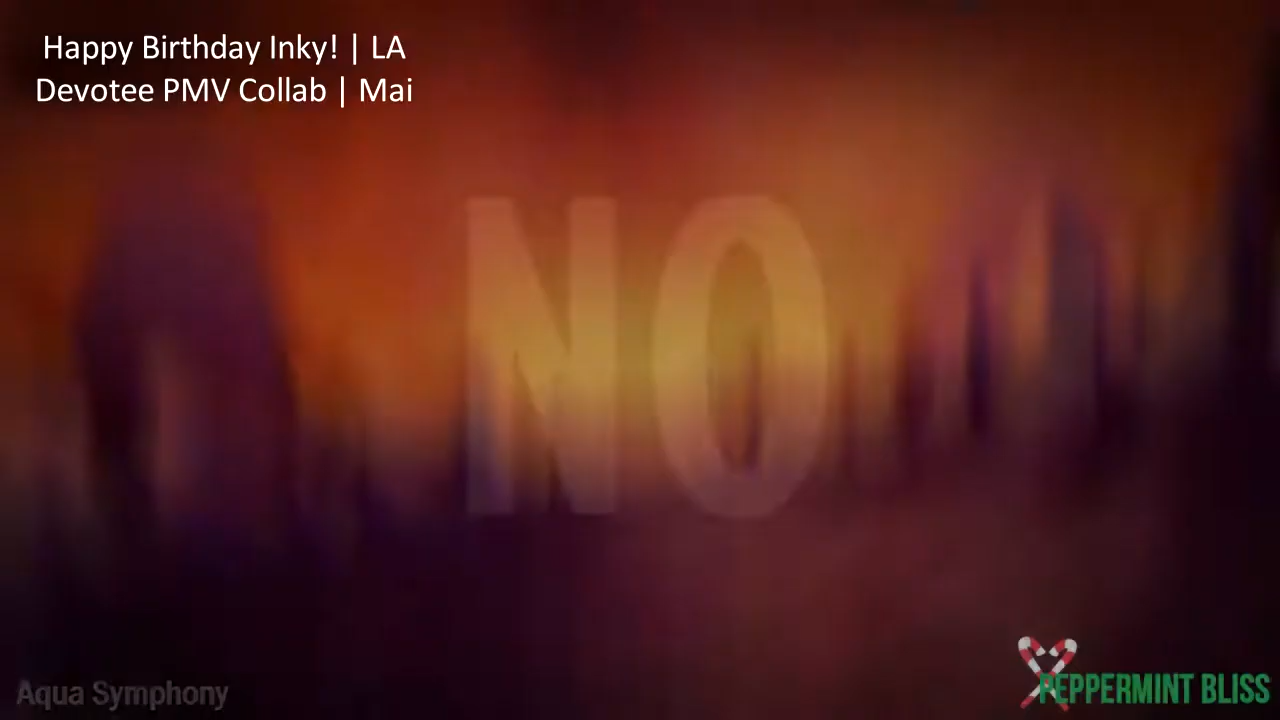 Happy Birthday Inky! | LA
Devotee PMV Collab | Mai
NO
Aqua Symphony
PEPPERMINT BLISS